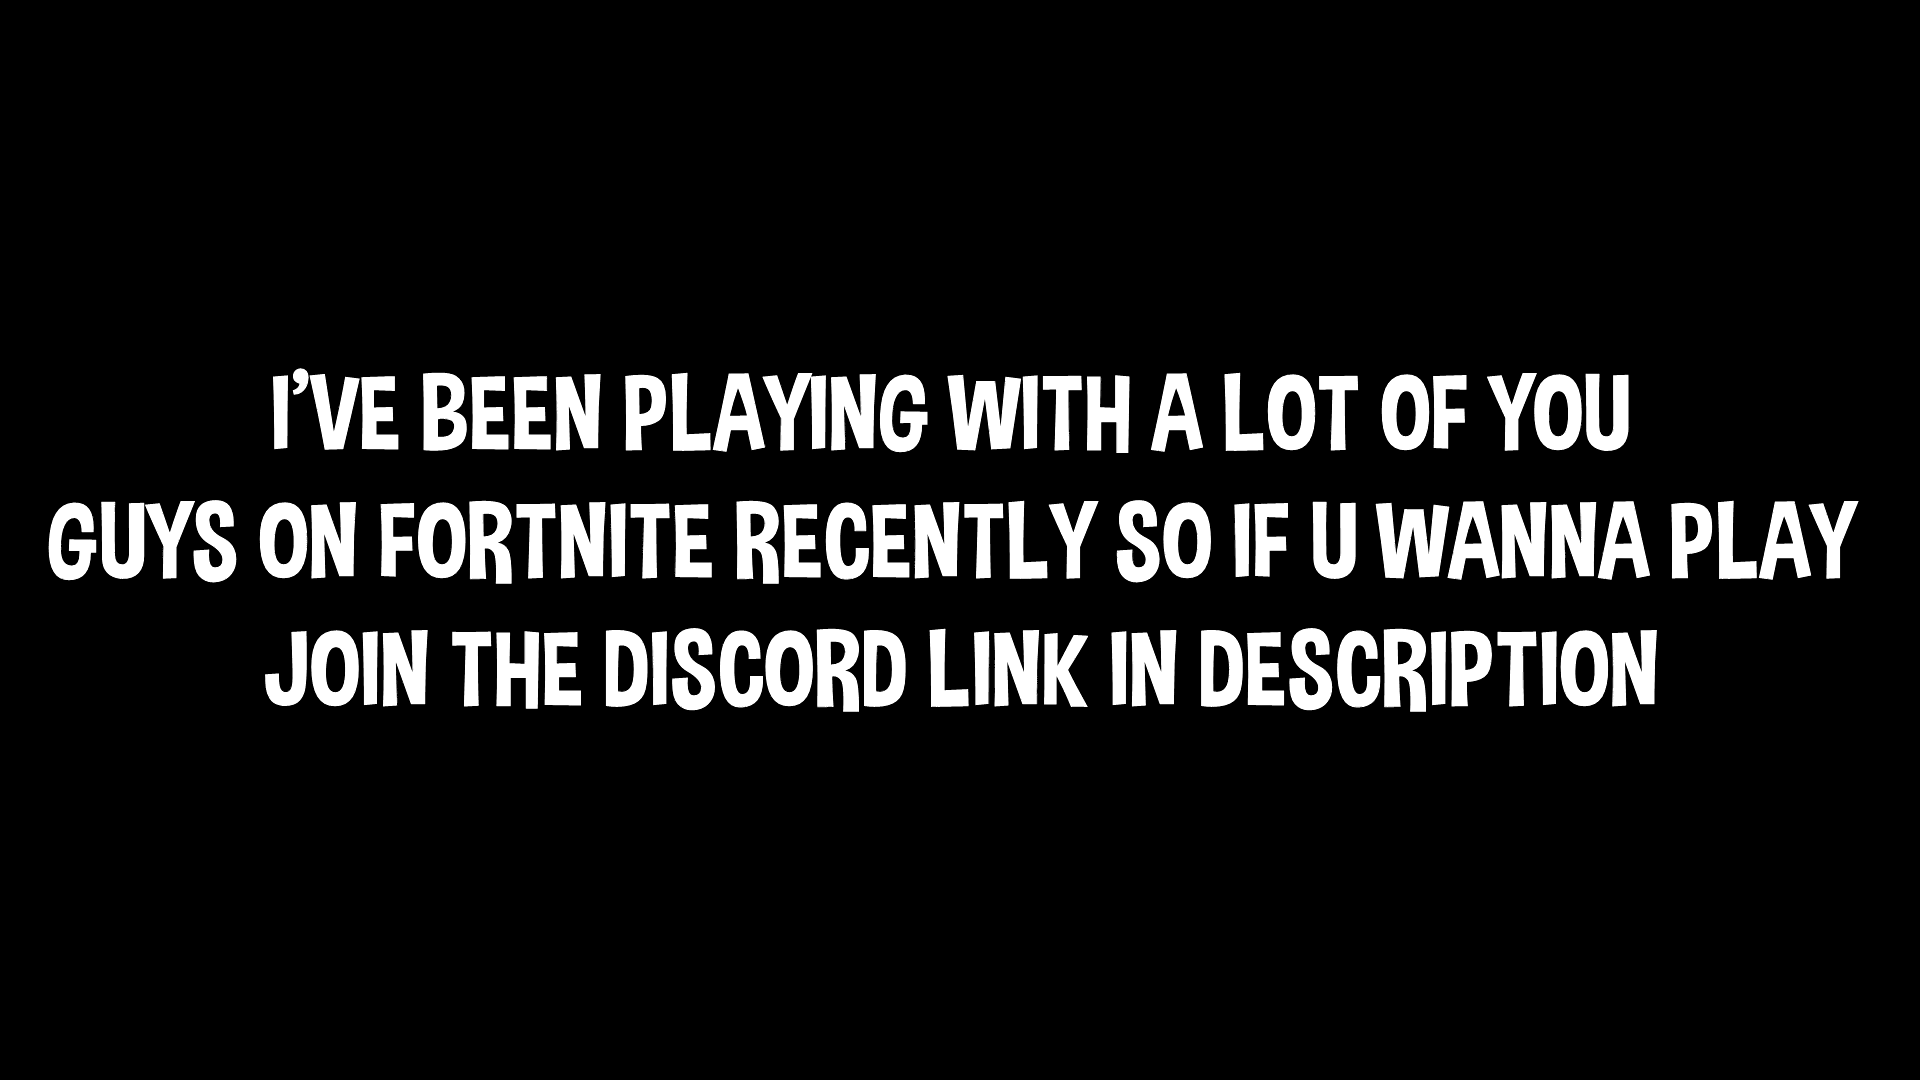 I'VE BEEN PLAYING WITH A LOT OF YOU
GUYS ON FORTNITE RECENTLY SO IF U WANNA PLAY
JOIN THE DISCORD LINK IN DESCRIPTION